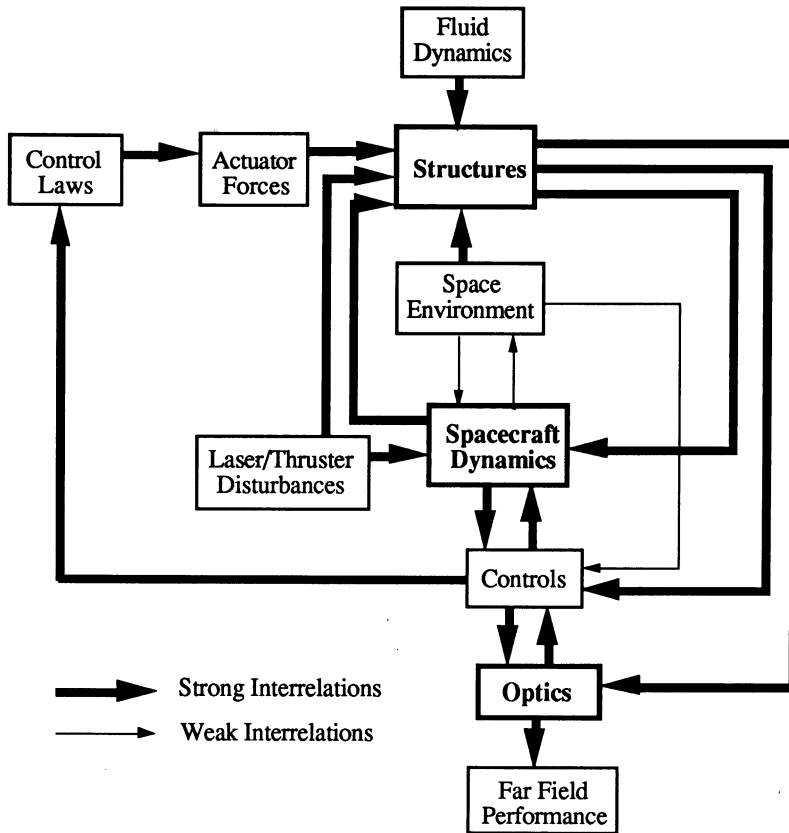 Fluid
Dynamics
Control
Laws
Actuator
Forces
Structures
Space
Environment
Spacecraft
Dynamics
Laser/Thruster
Disturbances
Controls
Optics
Strong Interrelations
Weak Interrelations
Far Field
Performance